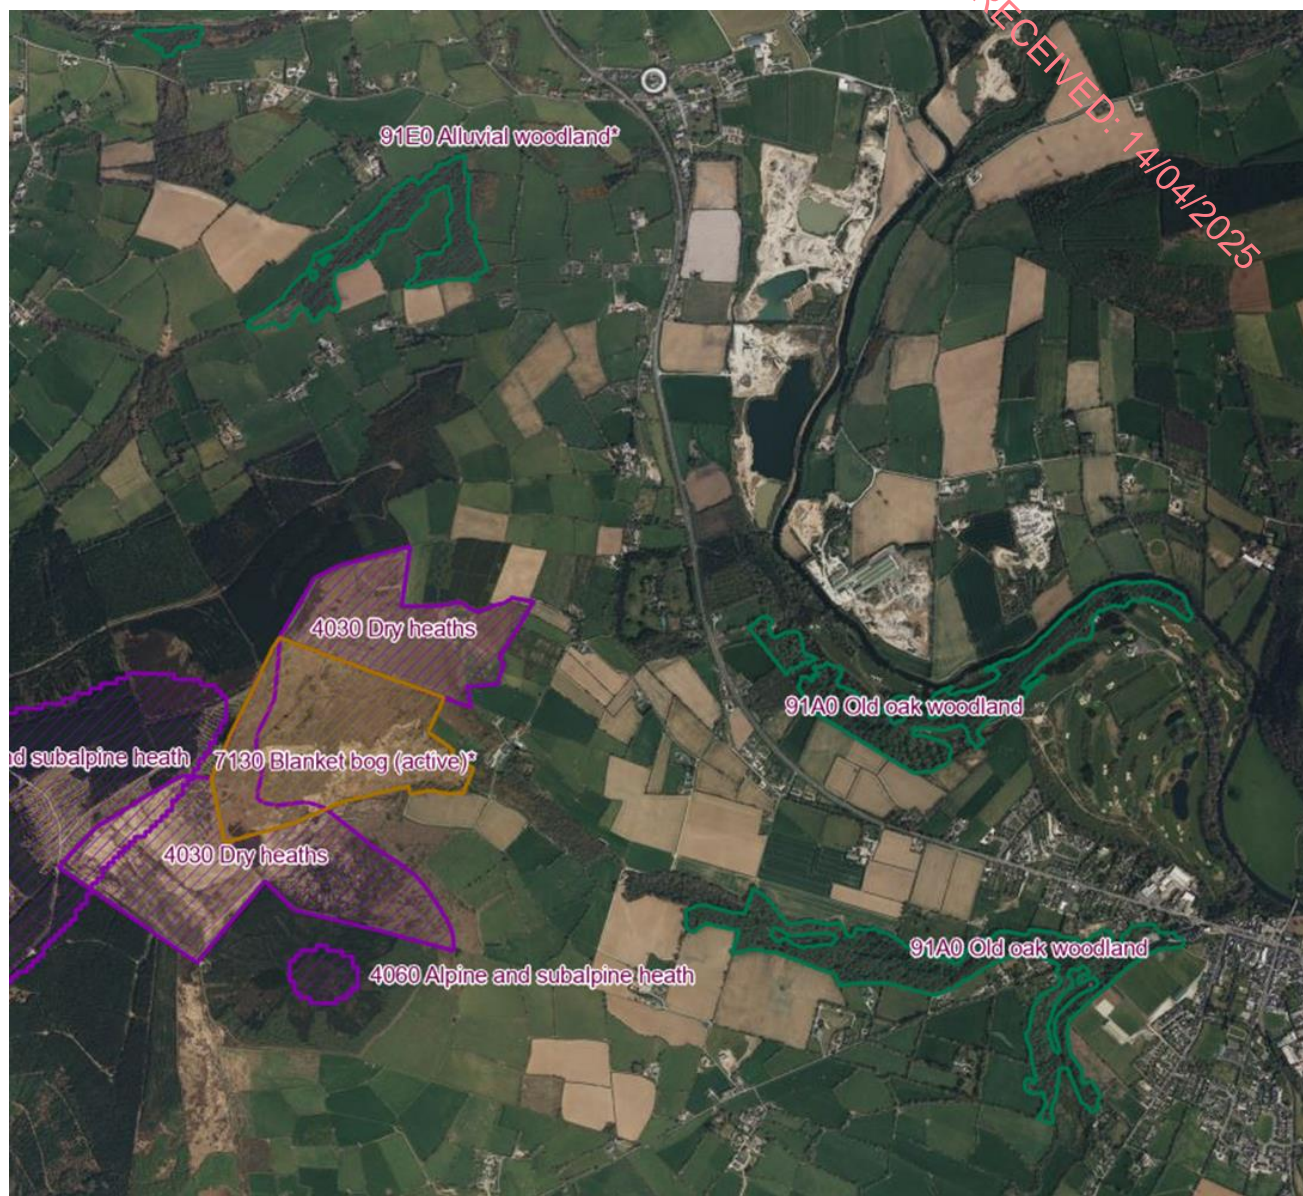 RECEIVED: 14/04/2025
91E0 Alluvial woodland*
4030 Dry heaths
91A0 Old oak woodland
d subalpine heath
7130 Blanket bog (active)*
4030 Dry heaths
91A0 Old oak woodland
4060 Alpine and subalpine heath